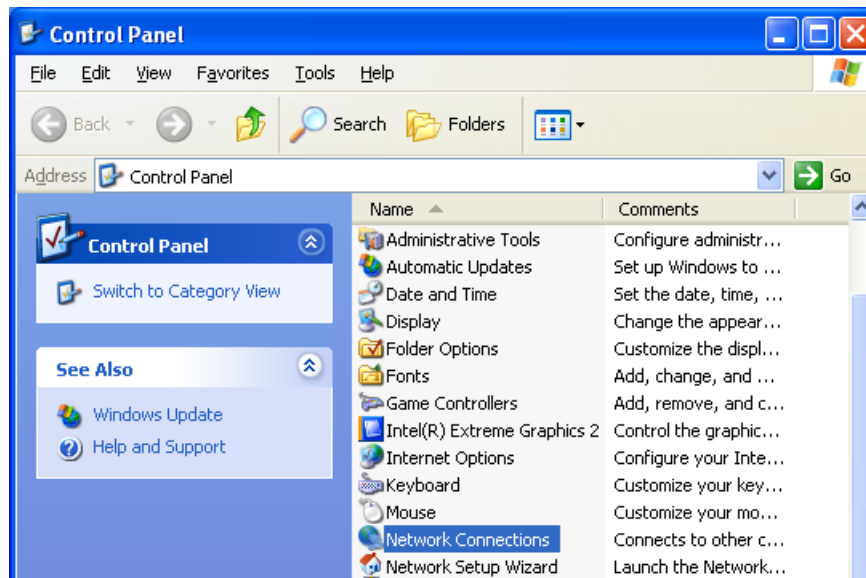 Control Panel
File Edit View Favorites Tools Help
Back Search Folders
Address Control Panel Go
Control Panel
Switch to Category View
See Also
Windows Update
Help and Support
Name Comments
Administrative Tools Configure administr...
Automatic Updates Set up Windows to ...
Date and Time Set the date, time, ...
Display Change the appear...
Folder Options Customize the displ...
Fonts Add, change, and ...
Game Controllers Add, remove, and c...
Intel(R) Extreme Graphics 2 Control the graphic...
Internet Options Configure your Inte...
Keyboard Customize your key...
Mouse Customize your mo...
Network Connections Connects to other c...
Network Setup Wizard Launch the Network...